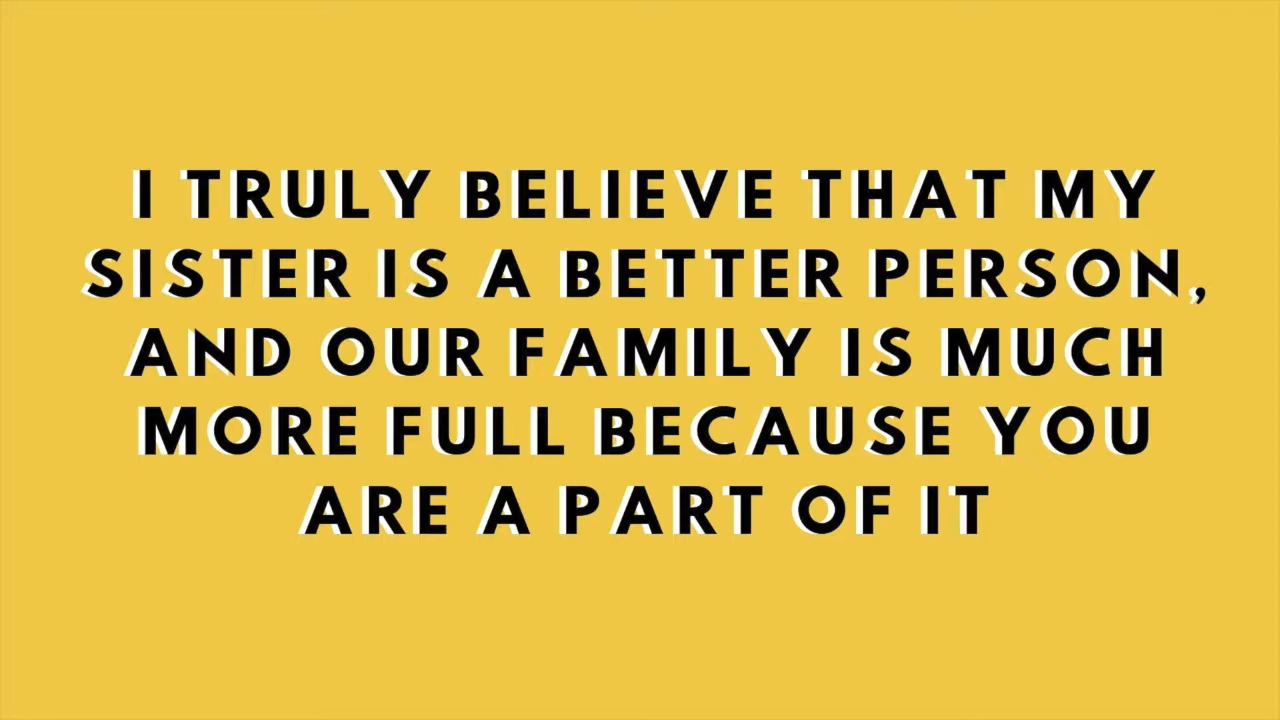 I TRULY BELIEVE THAT MY
SISTER IS A BETTER PERSON,
AND OUR FAMILY IS MUCH
MORE FULL BECAUSE YOU
ARE A PART OF IT